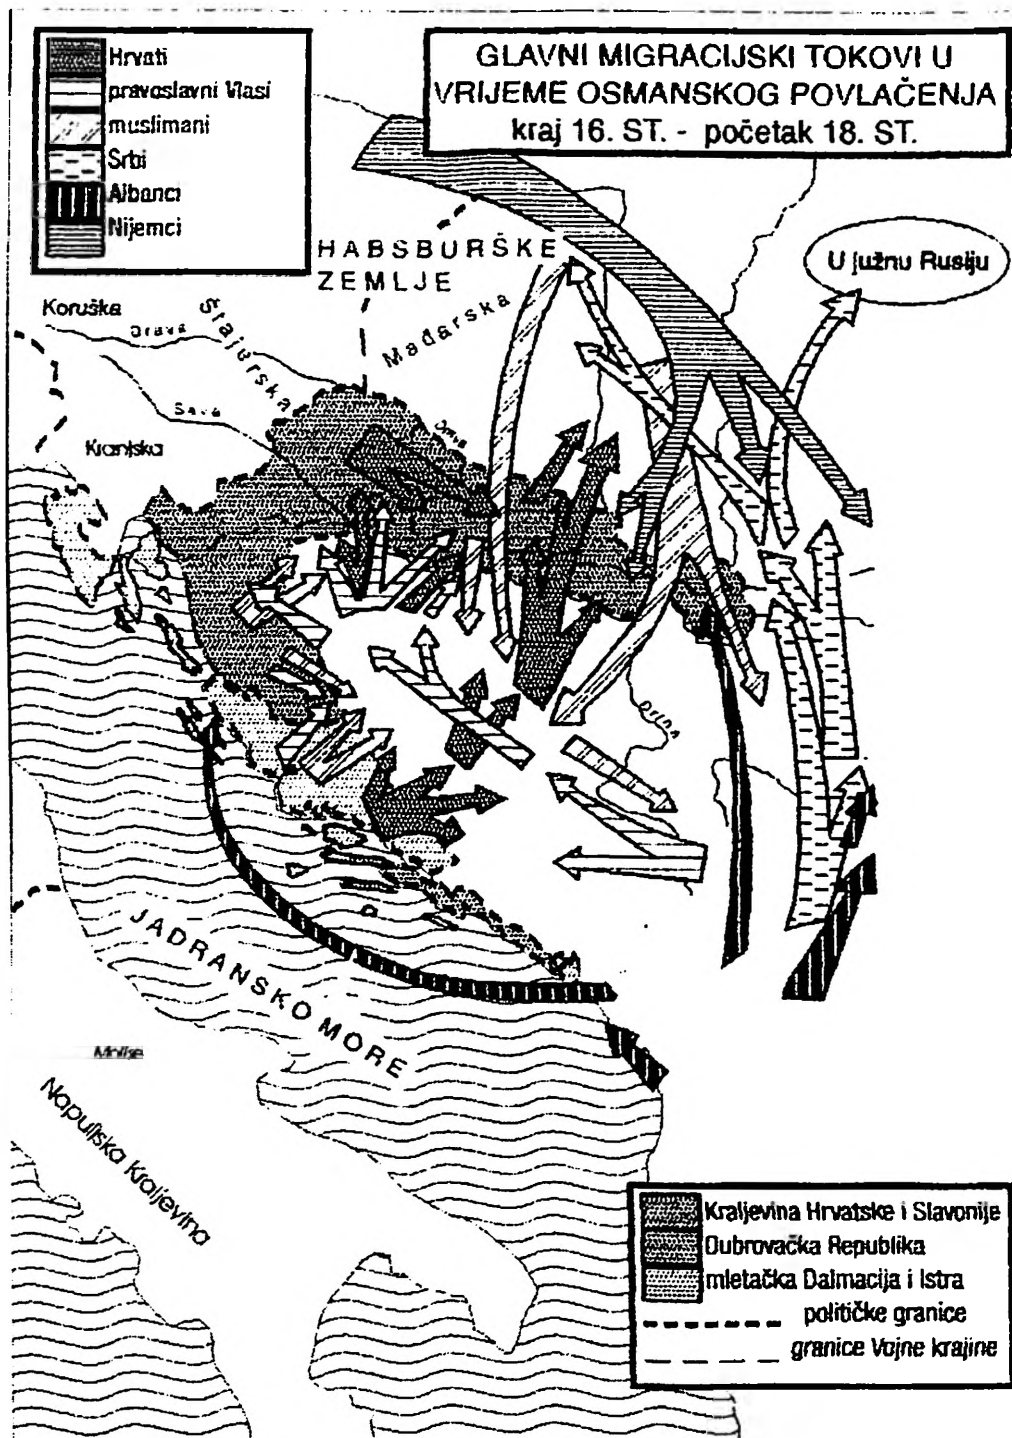 Hrvati
pravoslavni Vlasi
muslimani
Srbi
Albanci
Nijemci
GLAVNI MIGRACIJSKI TOKOVI U
VRIJEME OSMANSKOG POVLAČENJA
kraj 16. ST. - početak 18. ST.
HABSBURŠKE
ZEMLJE
U južnu Rusiju
Koruška
Drava
Štajerska
Mađarska
Sava
Drava
Kranjska
Drina
JADRANSKO MORE
Molise
Napuljska Kraljevina
Kraljevina Hrvatske i Slavonije
Dubrovačka Republika
mletačka Dalmacija i Istra
političke granice
granice Vojne krajine